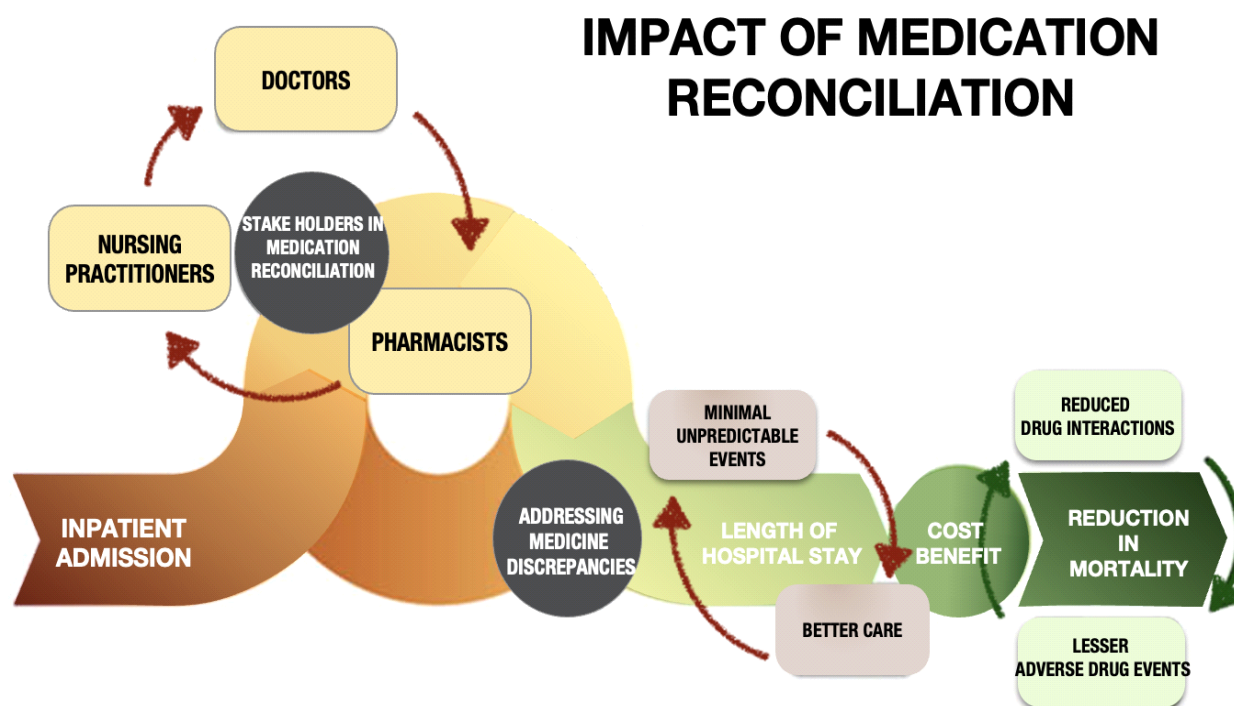 IMPACT OF MEDICATION
RECONCILIATION
DOCTORS
STAKE HOLDERS IN
MEDICATION
RECONCILIATION
NURSING
PRACTITIONERS
PHARMACISTS
INPATIENT
ADMISSION
ADDRESSING
MEDICINE
DISCREPANCIES
MINIMAL
UNPREDICTABLE
EVENTS
LENGTH OF
HOSPITAL STAY
BETTER CARE
COST
BENEFIT
REDUCED
DRUG INTERACTIONS
REDUCTION
IN
MORTALITY
LESSER
ADVERSE DRUG EVENTS